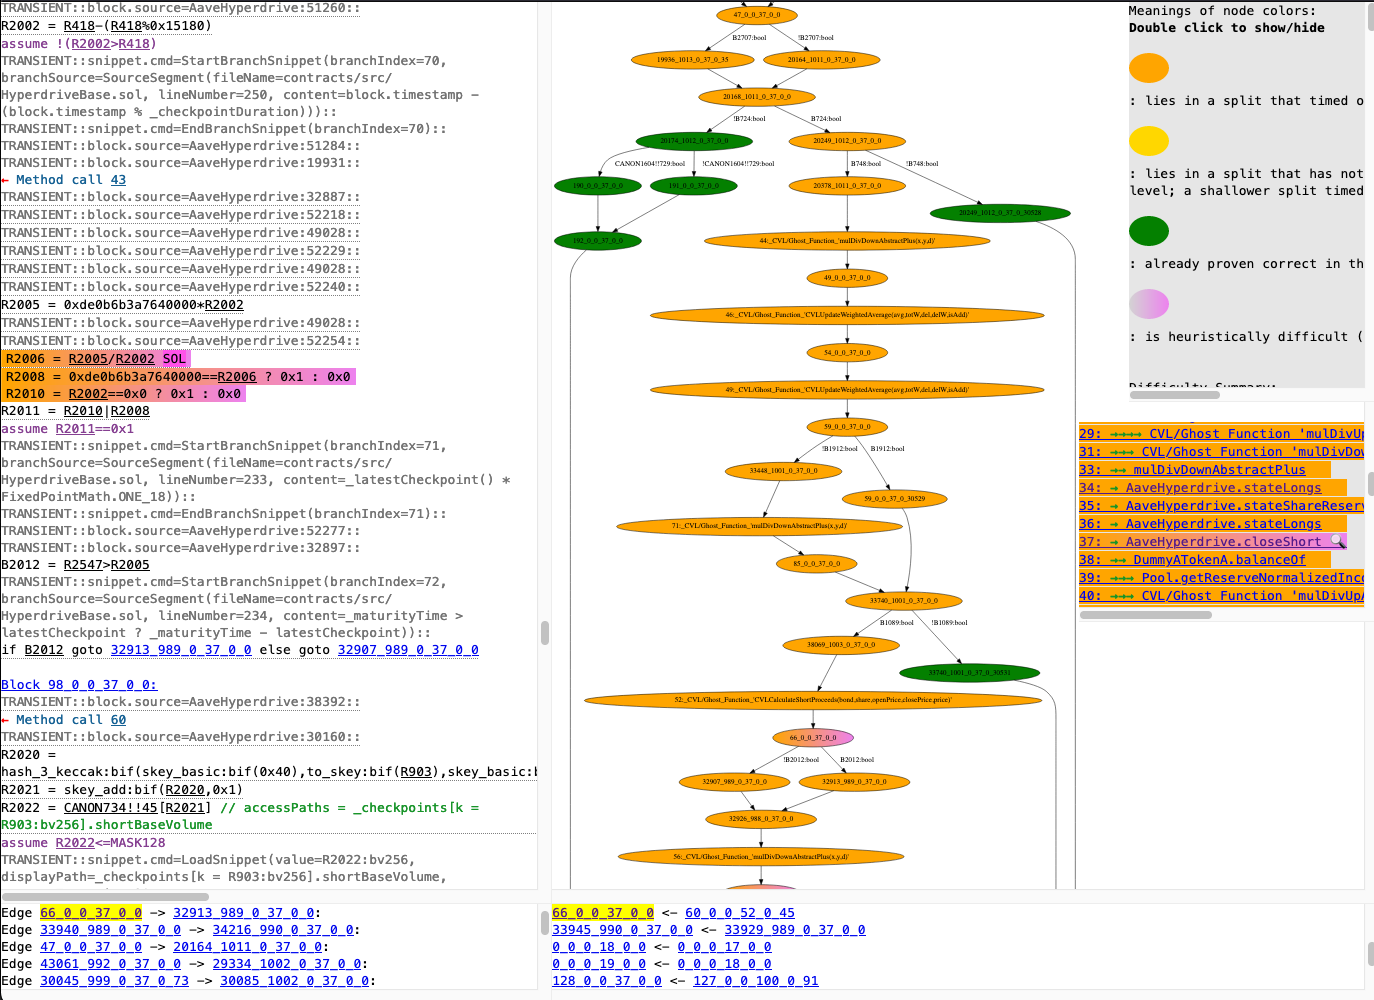 TRANSIENT::block.source=AaveHyperdrive:51260::
R2002 = R418-(R418%0x15180)
assume !(R2002>R418)
TRANSIENT::snippet.cmd=StartBranchSnippet(branchIndex=70,
branchSource=SourceSegment(fileName=contracts/src/
HyperdriveBase.sol, lineNumber=250, content=block.timestamp -
(block.timestamp % _checkpointDuration)))::
TRANSIENT::snippet.cmd=EndBranchSnippet(branchIndex=70)::
TRANSIENT::block.source=AaveHyperdrive:51284::
TRANSIENT::block.source=AaveHyperdrive:19931::
← Method call 43
TRANSIENT::block.source=AaveHyperdrive:32887::
TRANSIENT::block.source=AaveHyperdrive:52218::
TRANSIENT::block.source=AaveHyperdrive:49028::
TRANSIENT::block.source=AaveHyperdrive:52229::
TRANSIENT::block.source=AaveHyperdrive:49028::
TRANSIENT::block.source=AaveHyperdrive:52240::
R2005 = 0xde0b6b3a7640000*R2002
TRANSIENT::block.source=AaveHyperdrive:49028::
TRANSIENT::block.source=AaveHyperdrive:52254::
R2006 = R2005/R2002 SOL
R2008 = 0xde0b6b3a7640000==R2006 ? 0x1 : 0x0
R2010 = R2002==0x0 ? 0x1 : 0x0
R2011 = R2010|R2008
assume R2011==0x1
TRANSIENT::snippet.cmd=StartBranchSnippet(branchIndex=71,
branchSource=SourceSegment(fileName=contracts/src/
HyperdriveBase.sol, lineNumber=233, content=_latestCheckpoint() *
FixedPointMath.ONE_18))::
TRANSIENT::snippet.cmd=EndBranchSnippet(branchIndex=71)::
TRANSIENT::block.source=AaveHyperdrive:52277::
TRANSIENT::block.source=AaveHyperdrive:32897::
B2012 = R2547>R2005
TRANSIENT::snippet.cmd=StartBranchSnippet(branchIndex=72,
branchSource=SourceSegment(fileName=contracts/src/
HyperdriveBase.sol, lineNumber=234, content=_maturityTime >
latestCheckpoint ? _maturityTime - latestCheckpoint))::
if B2012 goto 32913_989_0_37_0_0 else goto 32907_989_0_37_0_0
Block 98_0_0_37_0_0:
TRANSIENT::block.source=AaveHyperdrive:38392::
← Method call 60
TRANSIENT::block.source=AaveHyperdrive:30160::
R2020 =
hash_3_keccak:bif(skey_basic:bif(0x40),to_skey:bif(R903),skey_basic:b
R2021 = skey_add:bif(R2020,0x1)
R2022 = CANON734!!45[R2021] // accessPaths = _checkpoints[k =
R903:bv256].shortBaseVolume
assume R2022<=MASK128
TRANSIENT::snippet.cmd=LoadSnippet(value=R2022:bv256,
displayPath=_checkpoints[k = R903:bv256].shortBaseVolume,
47_0_0_37_0_0
B2707:bool
!B2707:bool
19936_1013_0_37_0_35
20164_1011_0_37_0_0
20168_1011_0_37_0_0
!B724:bool
B724:bool
20174_1012_0_37_0_0
20249_1012_0_37_0_0
CANON1604!!729:bool
!CANON1604!!729:bool
B748:bool
!B748:bool
190_0_0_37_0_0
191_0_0_37_0_0
20378_1011_0_37_0_0
20249_1012_0_37_0_30528
192_0_0_37_0_0
44:_CVL/Ghost_Function_'mulDivDownAbstractPlus(x,y,d)'
49_0_0_37_0_0
46:_CVL/Ghost_Function_'CVLUpdateWeightedAverage(avg,totW,del,delW,isAdd)'
54_0_0_37_0_0
49:_CVL/Ghost_Function_'CVLUpdateWeightedAverage(avg,totW,del,delW,isAdd)'
59_0_0_37_0_0
!B1912:bool
B1912:bool
33448_1001_0_37_0_0
59_0_0_37_0_30529
71:_CVL/Ghost_Function_'mulDivDownAbstractPlus(x,y,d)'
85_0_0_37_0_0
33740_1001_0_37_0_0
B1089:bool
!B1089:bool
38069_1003_0_37_0_0
33740_1001_0_37_0_30531
52:_CVL/Ghost_Function_'CVLCalculateShortProceeds(bond,share,openPrice,closePrice,price)'
66_0_0_37_0_0
!B2012:bool
B2012:bool
32907_989_0_37_0_0
32913_989_0_37_0_0
32926_988_0_37_0_0
56:_CVL/Ghost_Function_'mulDivDownAbstractPlus(x,y,d)'
Meanings of node colors:
Double click to show/hide
: lies in a split that timed o
: lies in a split that has not
level; a shallower split timed
: already proven correct in th
: is heuristically difficult (
Difficulty Summary:
29: →→→→ CVL/Ghost Function 'mulDivUp
31: →→→ CVL/Ghost Function 'mulDivDow
33: →→ mulDivDownAbstractPlus
34: → AaveHyperdrive.stateLongs
35: → AaveHyperdrive.stateShareReserv
36: → AaveHyperdrive.stateLongs
37: → AaveHyperdrive.closeShort
38: → DummyATokenA.balanceOf
39: →→→ Pool.getReserveNormalizedInco
40: →→→ CVL/Ghost Function 'mulDivUpA
Edge 66_0_0_37_0_0 -> 32913_989_0_37_0_0:
Edge 33940_989_0_37_0_0 -> 34216_990_0_37_0_0:
Edge 47_0_0_37_0_0 -> 20164_1011_0_37_0_0:
Edge 43061_992_0_37_0_0 -> 29334_1002_0_37_0_0:
Edge 30045_999_0_37_0_73 -> 30085_1002_0_37_0_0:
66_0_0_37_0_0 <- 60_0_0_52_0_45
33945_990_0_37_0_0 <- 33929_989_0_37_0_0
0_0_0_18_0_0 <- 0_0_0_17_0_0
0_0_0_19_0_0 <- 0_0_0_18_0_0
128_0_0_37_0_0 <- 127_0_0_100_0_91